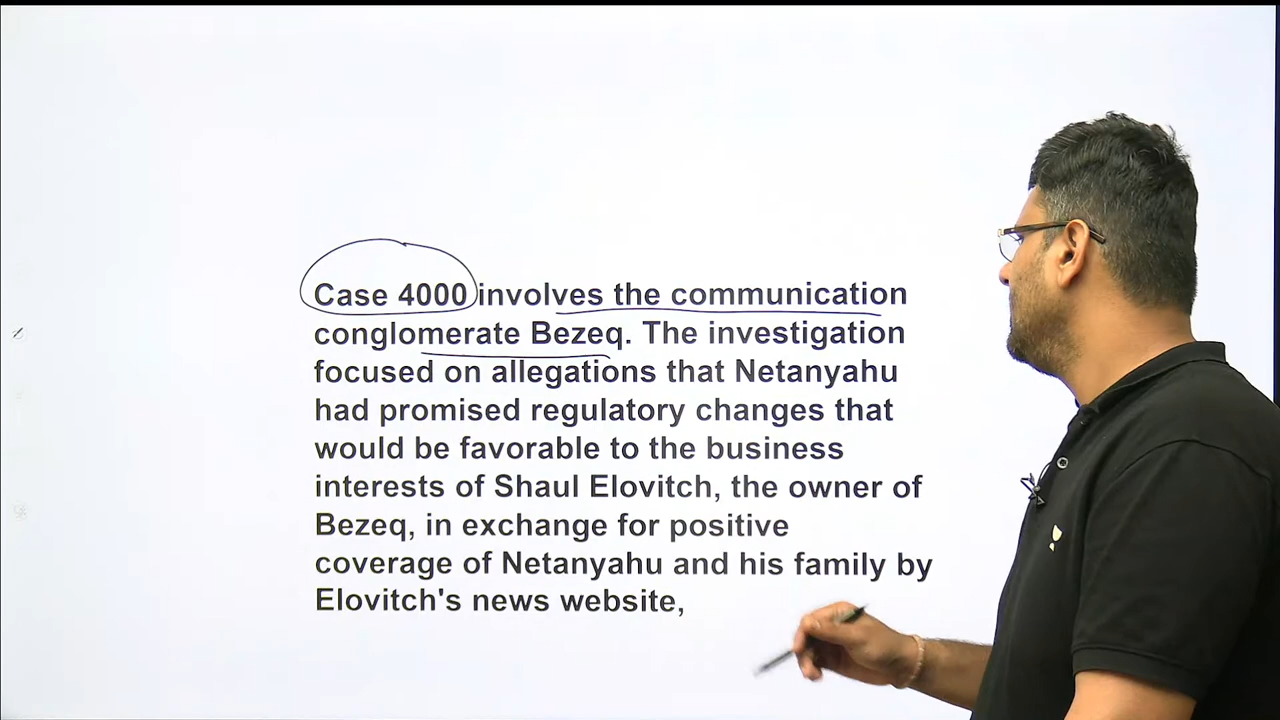 Case 4000 involves the communication
conglomerate Bezeq. The investigation
focused on allegations that Netanyahu
had promised regulatory changes that
would be favorable to the business
interests of Shaul Elovitch, the owner of
Bezeq, in exchange for positive
coverage of Netanyahu and his family by
Elovitch's news website,